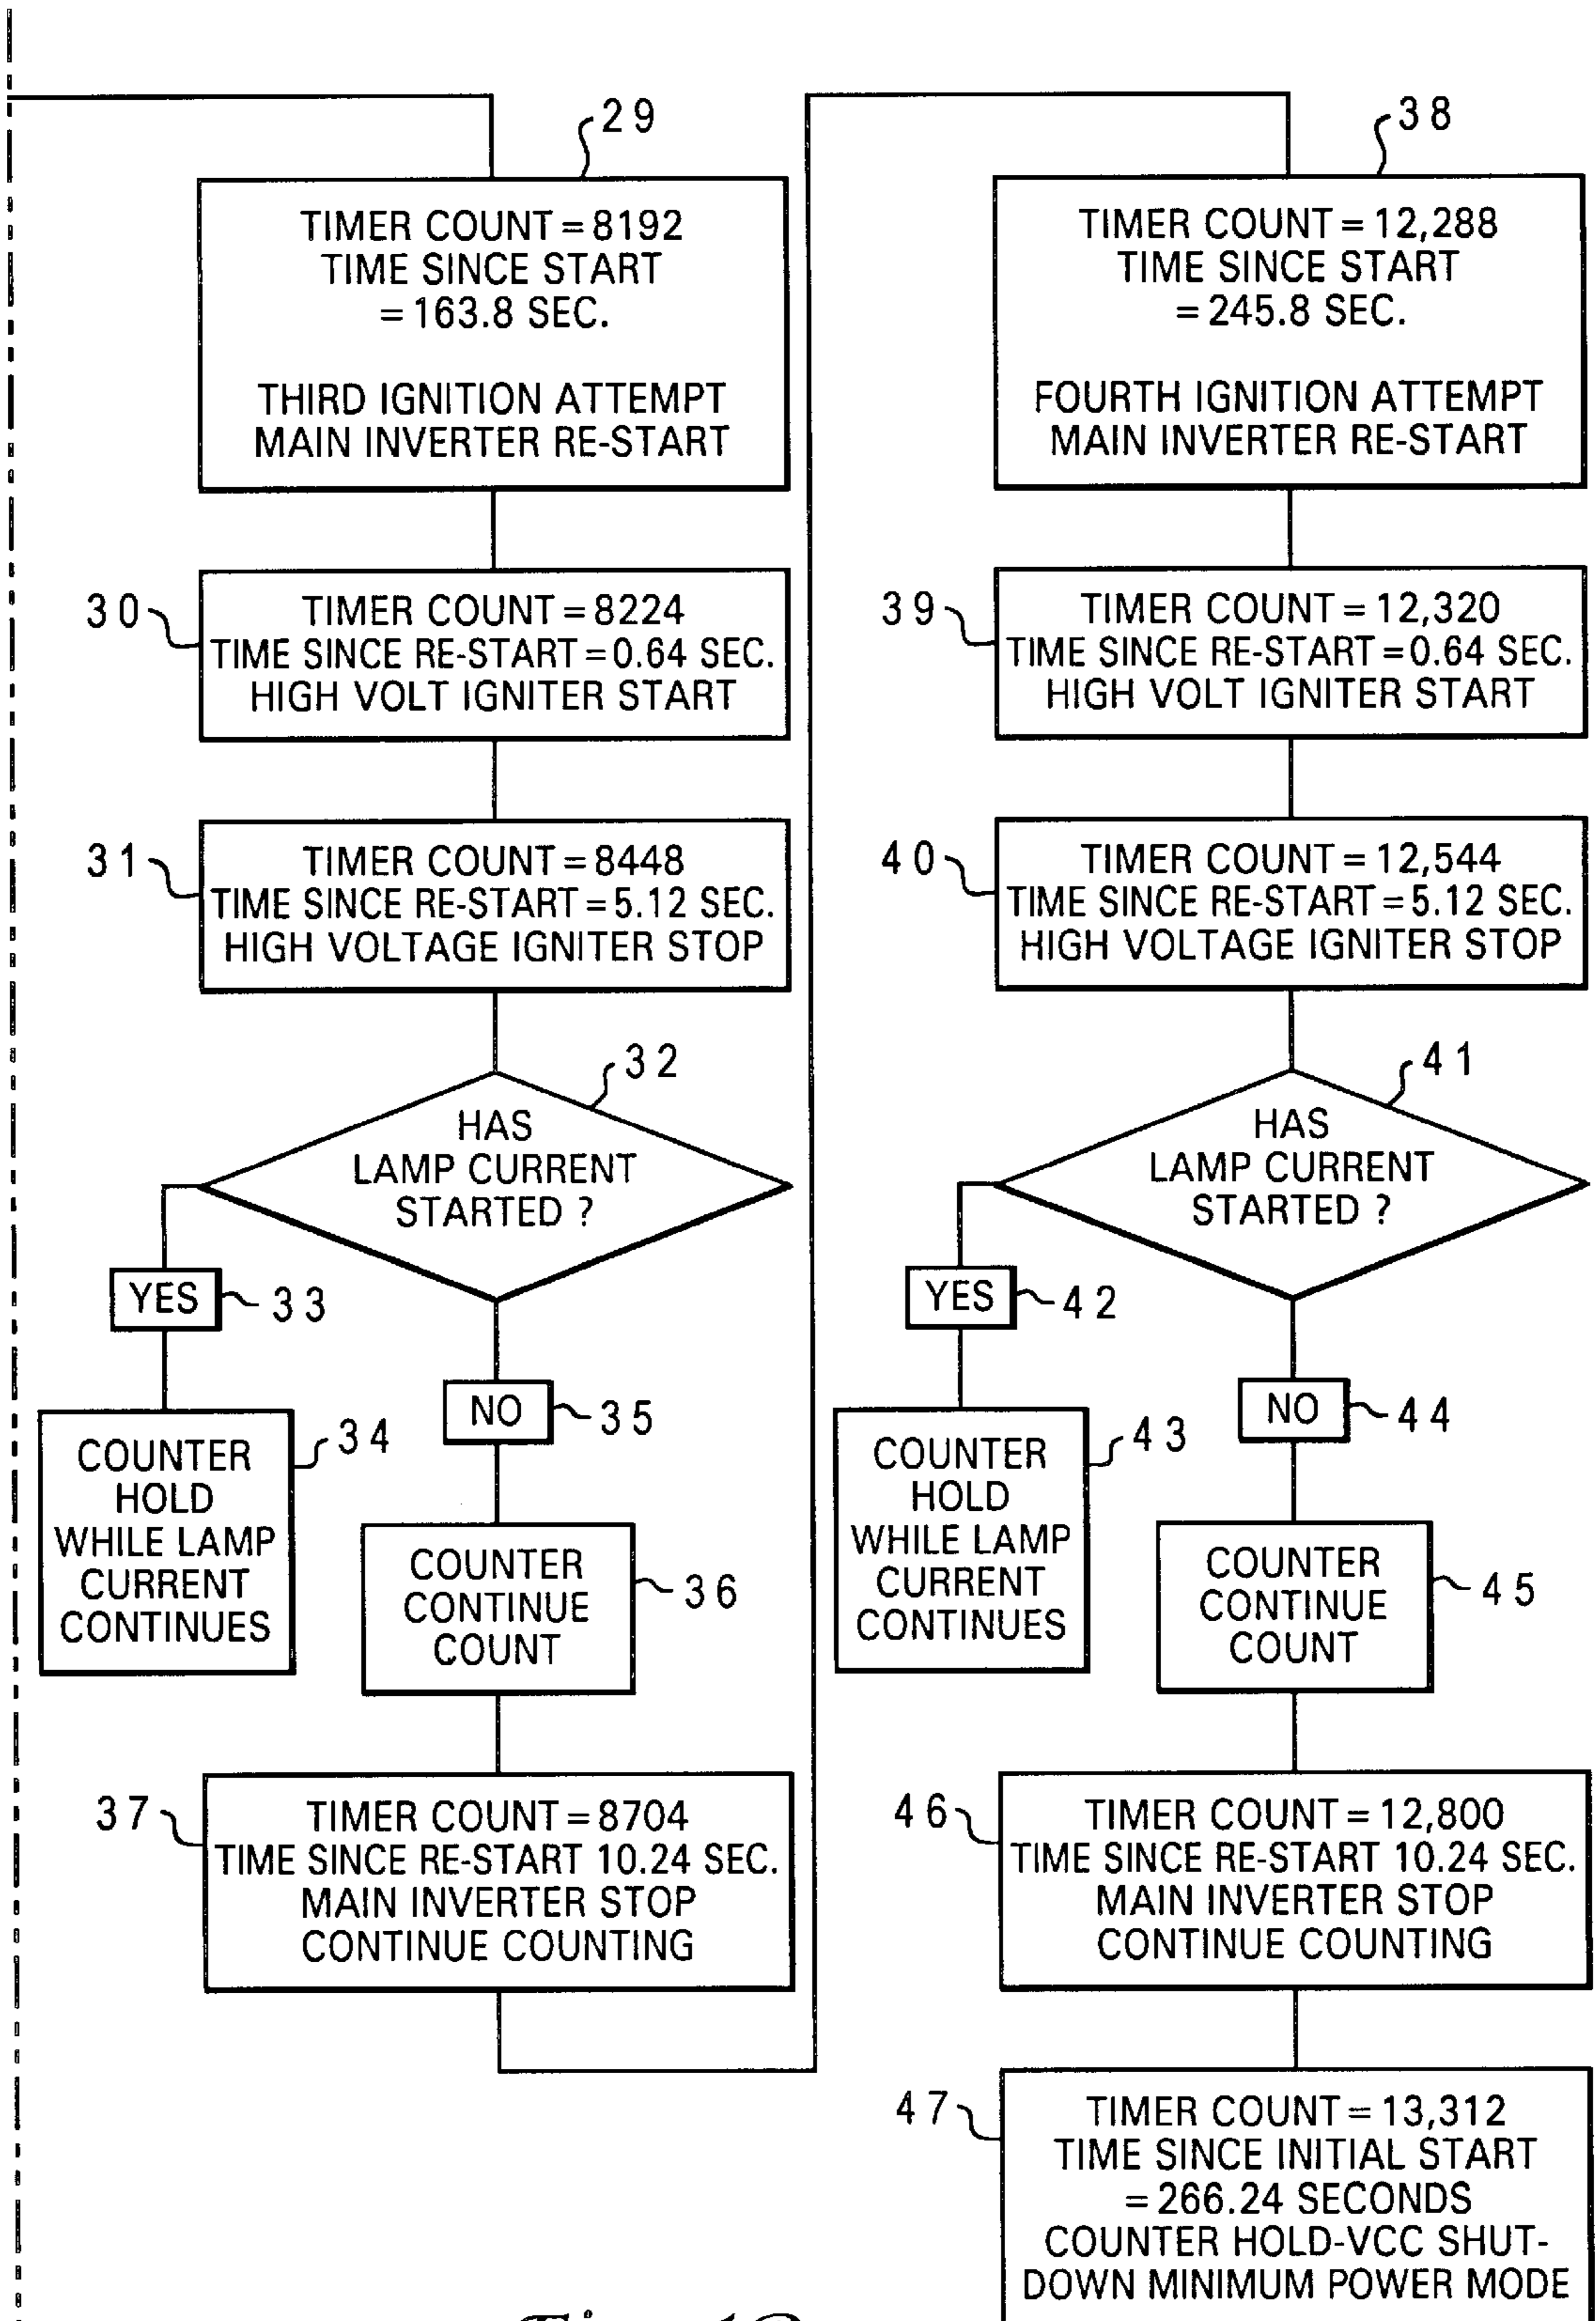 29
TIMER COUNT = 8192
TIME SINCE START
= 163.8 SEC.
THIRD IGNITION ATTEMPT
MAIN INVERTER RE-START
30
TIMER COUNT = 8224
TIME SINCE RE-START = 0.64 SEC.
HIGH VOLT IGNITER START
31
TIMER COUNT = 8448
TIME SINCE RE-START = 5.12 SEC.
HIGH VOLTAGE IGNITER STOP
32
HAS
LAMP CURRENT
STARTED ?
YES
33
NO
35
34
COUNTER
HOLD
WHILE LAMP
CURRENT
CONTINUES
COUNTER
CONTINUE
COUNT
36
37
TIMER COUNT = 8704
TIME SINCE RE-START 10.24 SEC.
MAIN INVERTER STOP
CONTINUE COUNTING
38
TIMER COUNT = 12,288
TIME SINCE START
= 245.8 SEC.
FOURTH IGNITION ATTEMPT
MAIN INVERTER RE-START
39
TIMER COUNT = 12,320
TIME SINCE RE-START = 0.64 SEC.
HIGH VOLT IGNITER START
40
TIMER COUNT = 12,544
TIME SINCE RE-START = 5.12 SEC.
HIGH VOLTAGE IGNITER STOP
41
HAS
LAMP CURRENT
STARTED ?
YES
42
NO
44
43
COUNTER
HOLD
WHILE LAMP
CURRENT
CONTINUES
COUNTER
CONTINUE
COUNT
45
46
TIMER COUNT = 12,800
TIME SINCE RE-START 10.24 SEC.
MAIN INVERTER STOP
CONTINUE COUNTING
47
TIMER COUNT = 13,312
TIME SINCE INITIAL START
= 266.24 SECONDS
COUNTER HOLD-VCC SHUT-
DOWN MINIMUM POWER MODE